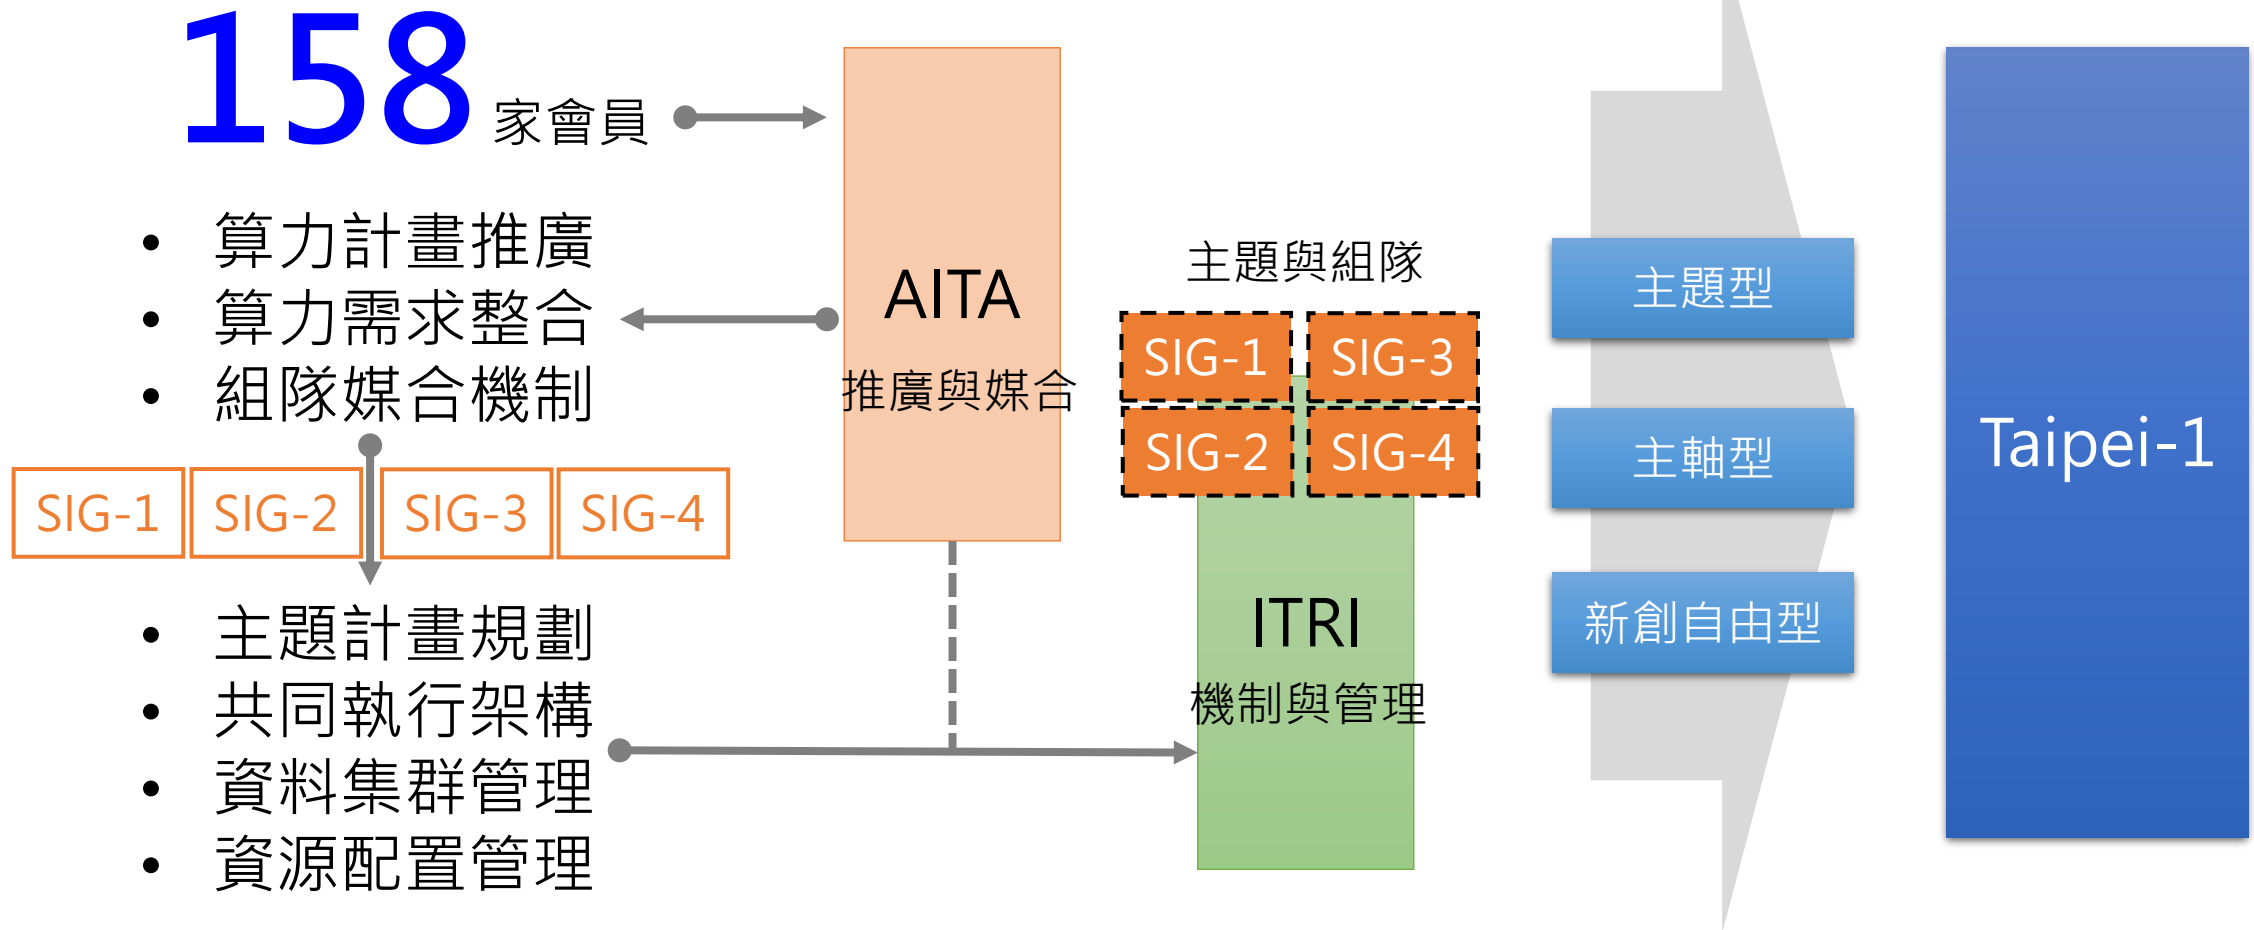 158 家會員
• 算力計畫推廣
• 算力需求整合
• 組隊媒合機制
SIG-1 SIG-2 SIG-3 SIG-4
• 主題計畫規劃
• 共同執行架構
• 資料集群管理
• 資源配置管理
AITA
推廣與媒合
主題與組隊
SIG-1 SIG-3
SIG-2 SIG-4
ITRI
機制與管理
主題型
主軸型
新創自由型
Taipei-1